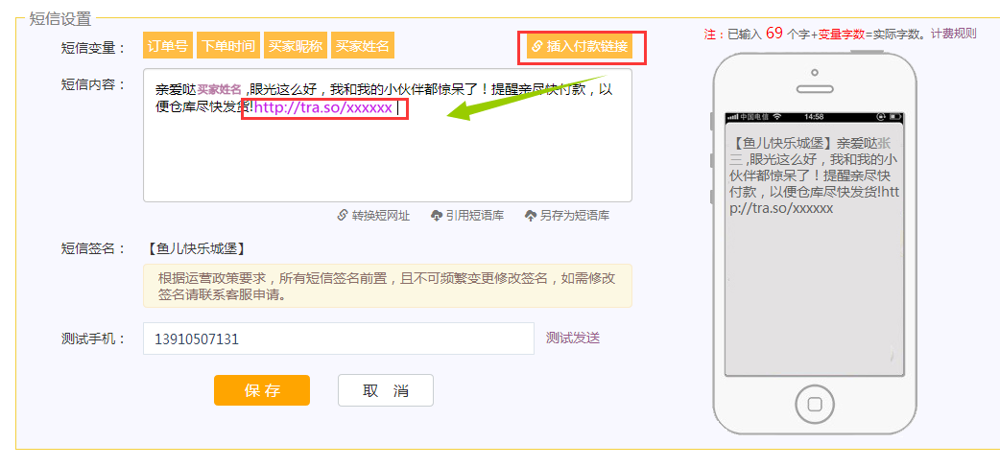 短信设置
短信变量： 订单号 下单时间 买家昵称 买家姓名 插入付款链接
短信内容： 亲爱哒买家姓名 ,眼光这么好，我和我的小伙伴都惊呆了！提醒亲尽快付款，以
便仓库尽快发货!http://tra.so/xxxxxx
转换短网址 引用短语库 另存为短语库
短信签名： 【鱼儿快乐城堡】
根据运营政策要求，所有短信签名前置，且不可频繁变更修改签名，如需修改
签名请联系客服申请。
测试手机： 13910507131 测试发送
保 存 取 消
注：已输入 69 个字+变量字数=实际字数。计费规则
中国电信 14:58
【鱼儿快乐城堡】亲爱哒张
三 ,眼光这么好，我和我的小
伙伴都惊呆了！提醒亲尽快
付款，以便仓库尽快发货!htt
p://tra.so/xxxxxx